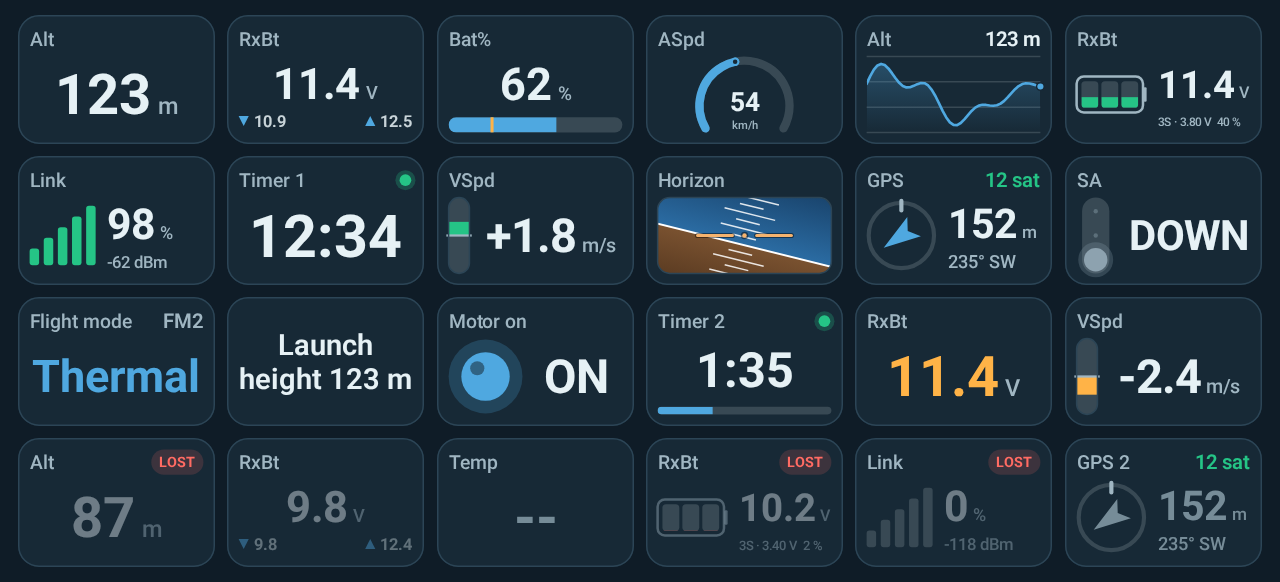 Alt
123 m
RxBt
11.4 V
▼ 10.9 ▲ 12.5
Bat%
62 %
ASpd
54
km/h
Alt 123 m
RxBt
11.4 V
3S · 3.80 V 40 %
Link
98 %
-62 dBm
Timer 1
12:34
VSpd
+1.8 m/s
Horizon
GPS 12 sat
152 m
235° SW
SA
DOWN
Flight mode FM2
Thermal
Launch
height 123 m
Motor on
ON
Timer 2
1:35
RxBt
11.4 V
VSpd
-2.4 m/s
Alt LOST
87 m
RxBt
9.8 V
▼ 9.8 ▲ 12.4
Temp
--
RxBt LOST
10.2 V
3S · 3.40 V 2 %
Link LOST
0 %
-118 dBm
GPS 2 12 sat
152 m
235° SW